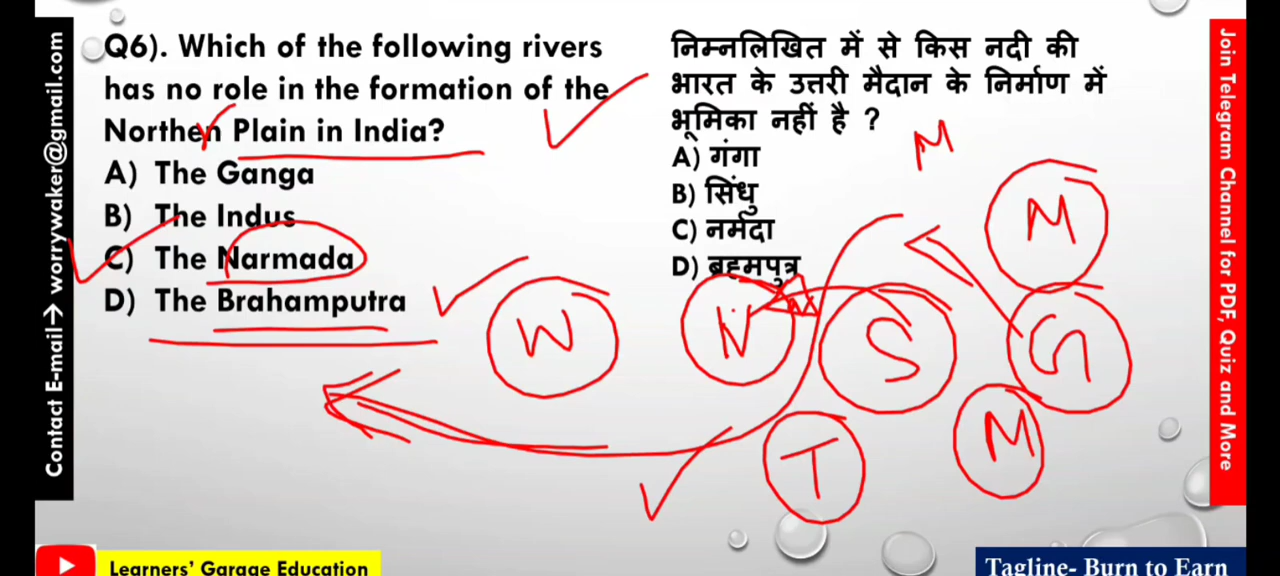 Contact E-mail→ worrywaker@gmail.com
Q6). Which of the following rivers
has no role in the formation of the
Northen Plain in India?
A) The Ganga
B) The Indus
C) The Narmada
D) The Brahamputra
निम्नलिखित में से किस नदी की
भारत के उत्तरी मैदान के निर्माण में
भूमिका नहीं है ?
A) गंगा
B) सिंधु
C) नर्मदा
D) ब्रह्मपुत्र
M
M
W
N
S
G
T
M
Join Telegram Channel for PDF, Quiz and More
Learners’ Garage Education
Tagline- Burn to Earn